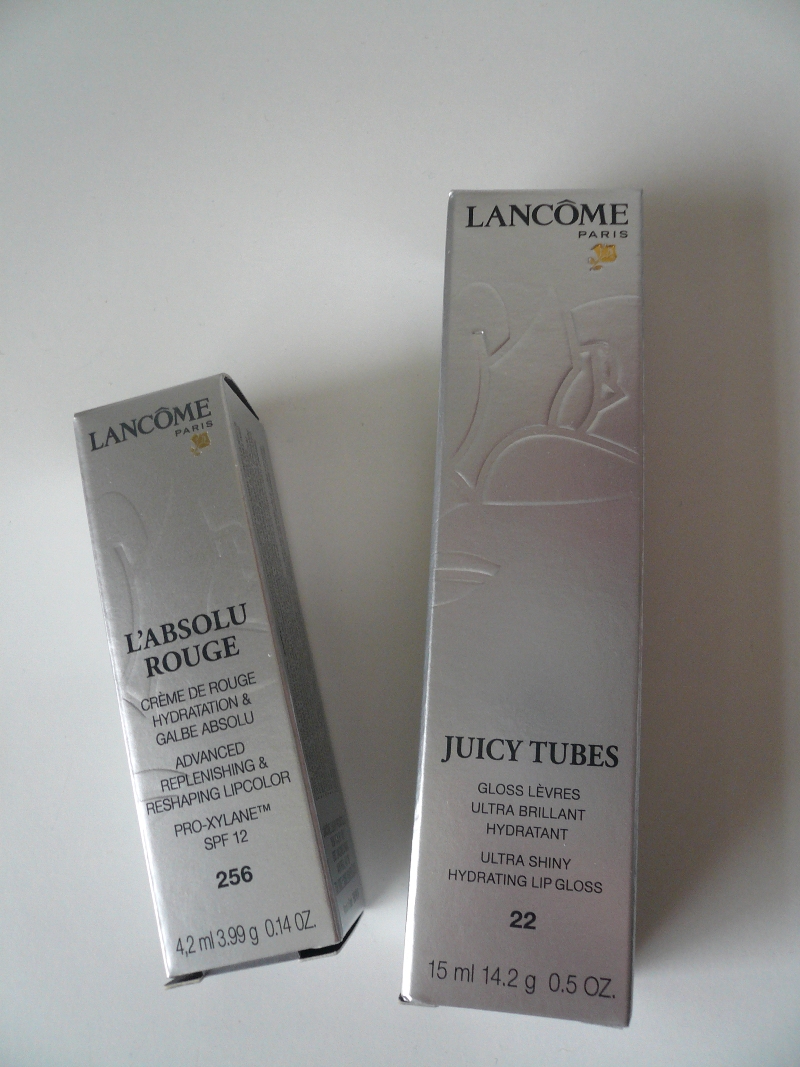 LANCÔME
PARIS
L'ABSOLU
ROUGE
CRÈME DE ROUGE
HYDRATATION &
GALBE ABSOLU
ADVANCED
REPLENISHING &
RESHAPING LIPCOLOR
PRO-XYLANE™
SPF 12
256
4,2 ml 3.99 g 0.14 OZ.
LANCÔME
PARIS
JUICY TUBES
GLOSS LÈVRES
ULTRA BRILLANT
HYDRATANT
ULTRA SHINY
HYDRATING LIP GLOSS
22
15 ml 14.2 g 0.5 OZ.